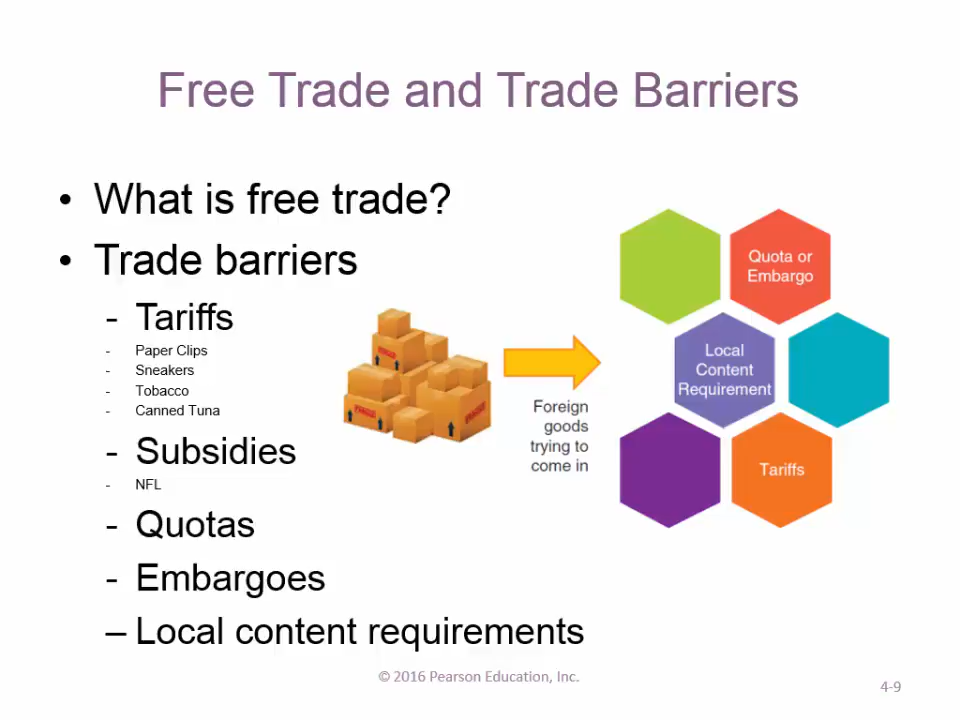 Free Trade and Trade Barriers
• What is free trade?
• Trade barriers
- Tariffs
- Paper Clips
- Sneakers
- Tobacco
- Canned Tuna
- Subsidies
- NFL
- Quotas
- Embargoes
– Local content requirements
Foreign
goods
trying to
come in
Quota or
Embargo
Local
Content
Requirement
Tariffs
© 2016 Pearson Education, Inc.
4-9